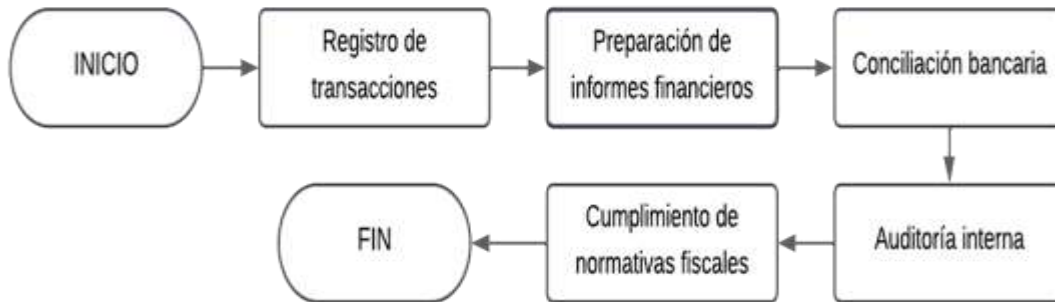 INICIO
Registro de
transacciones
Preparación de
informes financieros
Conciliación bancaria
Auditoría interna
Cumplimiento de
normativas fiscales
FIN